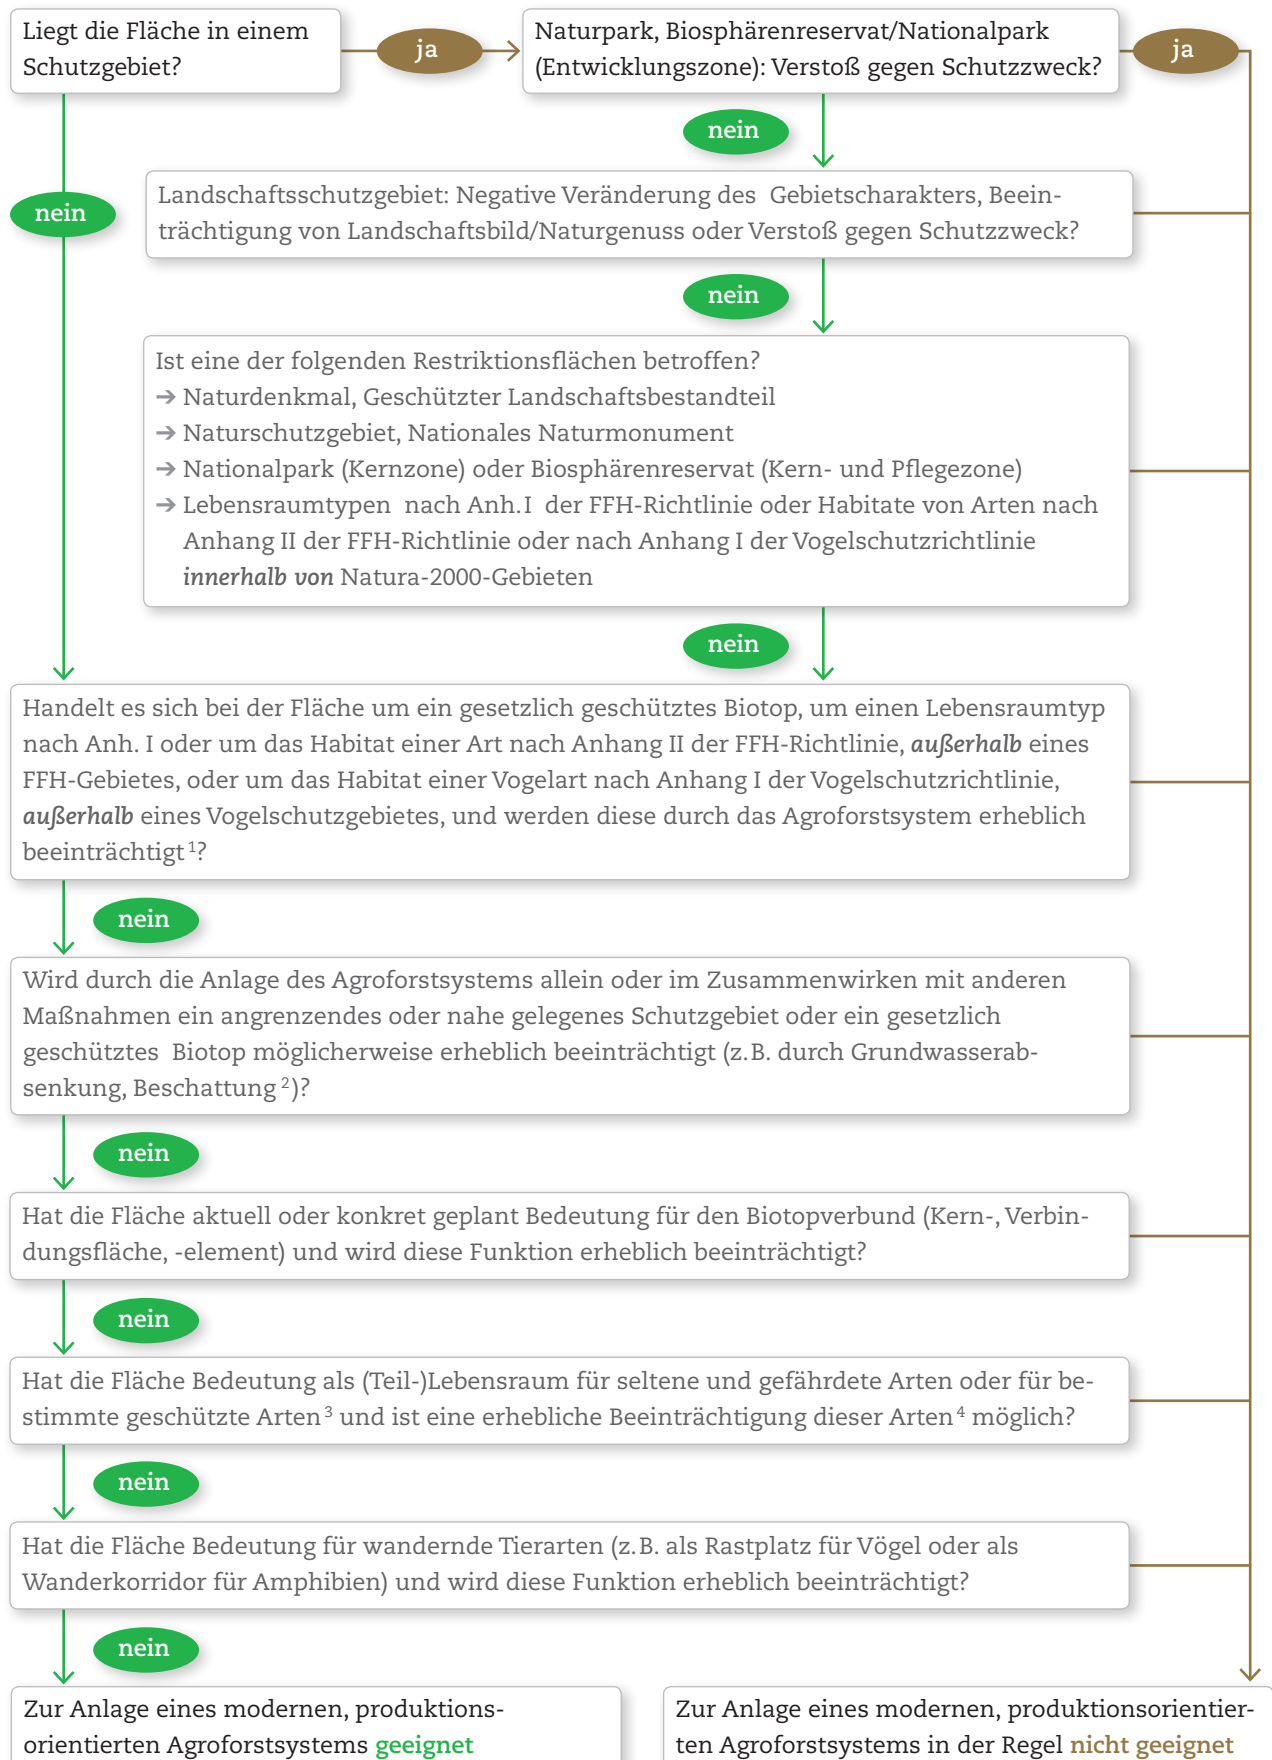 Liegt die Fläche in einem
Schutzgebiet?
ja
Naturpark, Biosphärenreservat/Nationalpark
(Entwicklungszone): Verstoß gegen Schutzzweck?
ja
nein
nein
Landschaftsschutzgebiet: Negative Veränderung des Gebietscharakters, Beein-
trächtigung von Landschaftsbild/Naturgenuss oder Verstoß gegen Schutzzweck?
nein
Ist eine der folgenden Restriktionsflächen betroffen?
→ Naturdenkmal, Geschützter Landschaftsbestandteil
→ Naturschutzgebiet, Nationales Naturmonument
→ Nationalpark (Kernzone) oder Biosphärenreservat (Kern- und Pflegezone)
→ Lebensraumtypen nach Anh. I der FFH-Richtlinie oder Habitate von Arten nach
Anhang II der FFH-Richtlinie oder nach Anhang I der Vogelschutzrichtlinie
innerhalb von Natura-2000-Gebieten
nein
Handelt es sich bei der Fläche um ein gesetzlich geschütztes Biotop, um einen Lebensraumtyp
nach Anh. I oder um das Habitat einer Art nach Anhang II der FFH-Richtlinie, außerhalb eines
FFH-Gebietes, oder um das Habitat einer Vogelart nach Anhang I der Vogelschutzrichtlinie,
außerhalb eines Vogelschutzgebietes, und werden diese durch das Agroforstsystem erheblich
beeinträchtigt ¹?
nein
Wird durch die Anlage des Agroforstsystems allein oder im Zusammenwirken mit anderen
Maßnahmen ein angrenzendes oder nahe gelegenes Schutzgebiet oder ein gesetzlich
geschütztes Biotop möglicherweise erheblich beeinträchtigt (z. B. durch Grundwasserab-
senkung, Beschattung ²)?
nein
Hat die Fläche aktuell oder konkret geplant Bedeutung für den Biotopverbund (Kern-, Verbin-
dungsfläche, -element) und wird diese Funktion erheblich beeinträchtigt?
nein
Hat die Fläche Bedeutung als (Teil-)Lebensraum für seltene und gefährdete Arten oder für be-
stimmte geschützte Arten ³ und ist eine erhebliche Beeinträchtigung dieser Arten ⁴ möglich?
nein
Hat die Fläche Bedeutung für wandernde Tierarten (z. B. als Rastplatz für Vögel oder als
Wanderkorridor für Amphibien) und wird diese Funktion erheblich beeinträchtigt?
nein
Zur Anlage eines modernen, produktions-
orientierten Agroforstsystems geeignet
Zur Anlage eines modernen, produktionsorientier-
ten Agroforstsystems in der Regel nicht geeignet